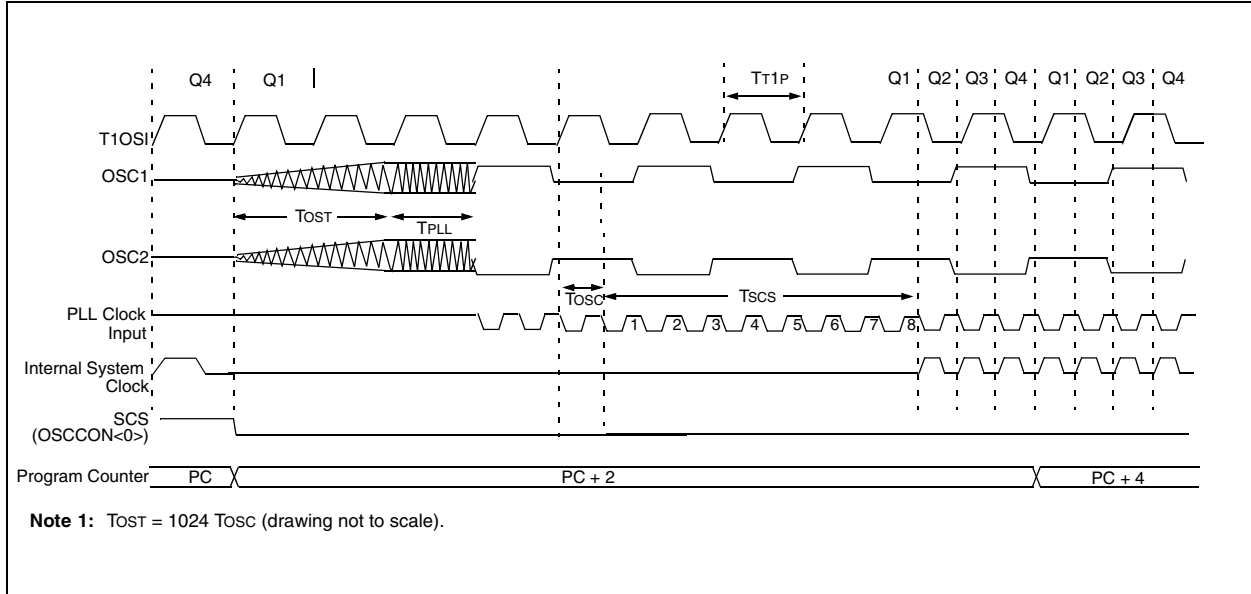 Q4 Q1 TT1P Q1 Q2 Q3 Q4 Q1 Q2 Q3 Q4
T1OSI
OSC1
TOST
TPLL
OSC2
TOSC TSCS
PLL Clock
Input
1 2 3 4 5 6 7 8
Internal System
Clock
SCS
(OSCCON<0>)
Program Counter PC PC + 2 PC + 4
Note 1: TOST = 1024 TOSC (drawing not to scale).